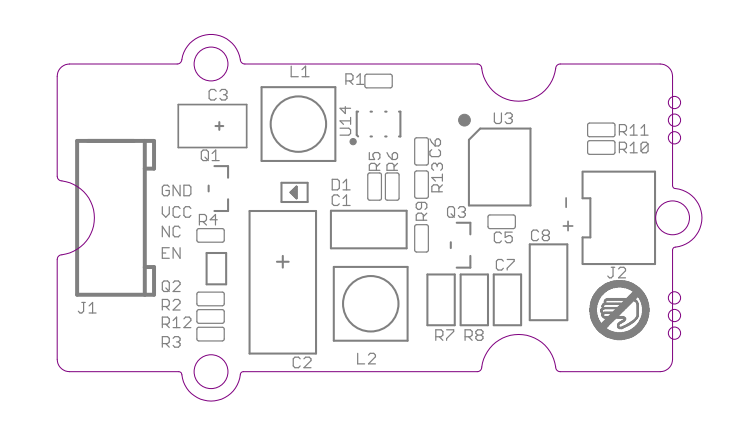 L1
R1
C3
U14
U3
R11
R10
Q1
R5
R6
C6
R13
GND
D1
C1
VCC
R9
Q3
R4
NC
C5
C8
EN
J2
C7
Q2
R2
R12
R3
J1
R7
R8
C2
L2
+
+
-
+